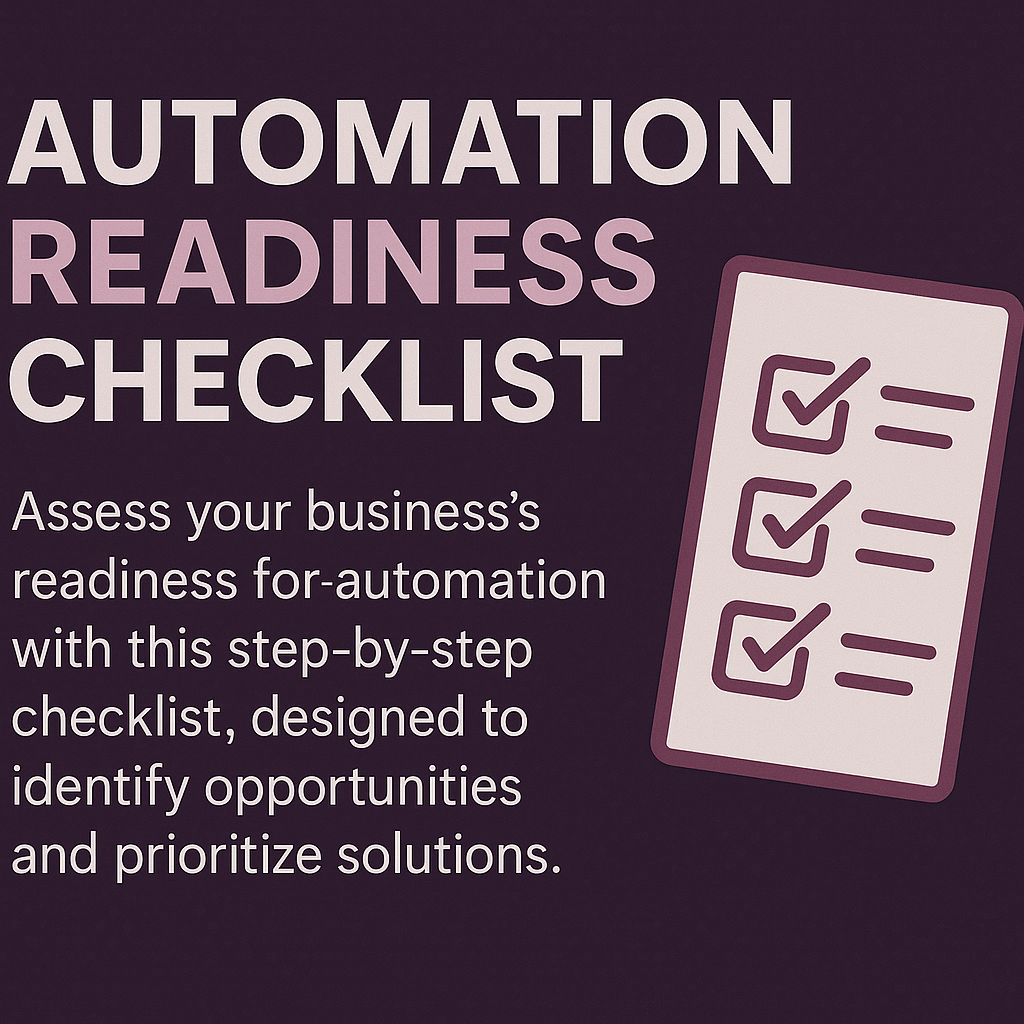 AUTOMATION
READINESS
CHECKLIST
Assess your business’s
readiness for-automation
with this step-by-step
checklist, designed to
identify opportunities
and prioritize solutions.